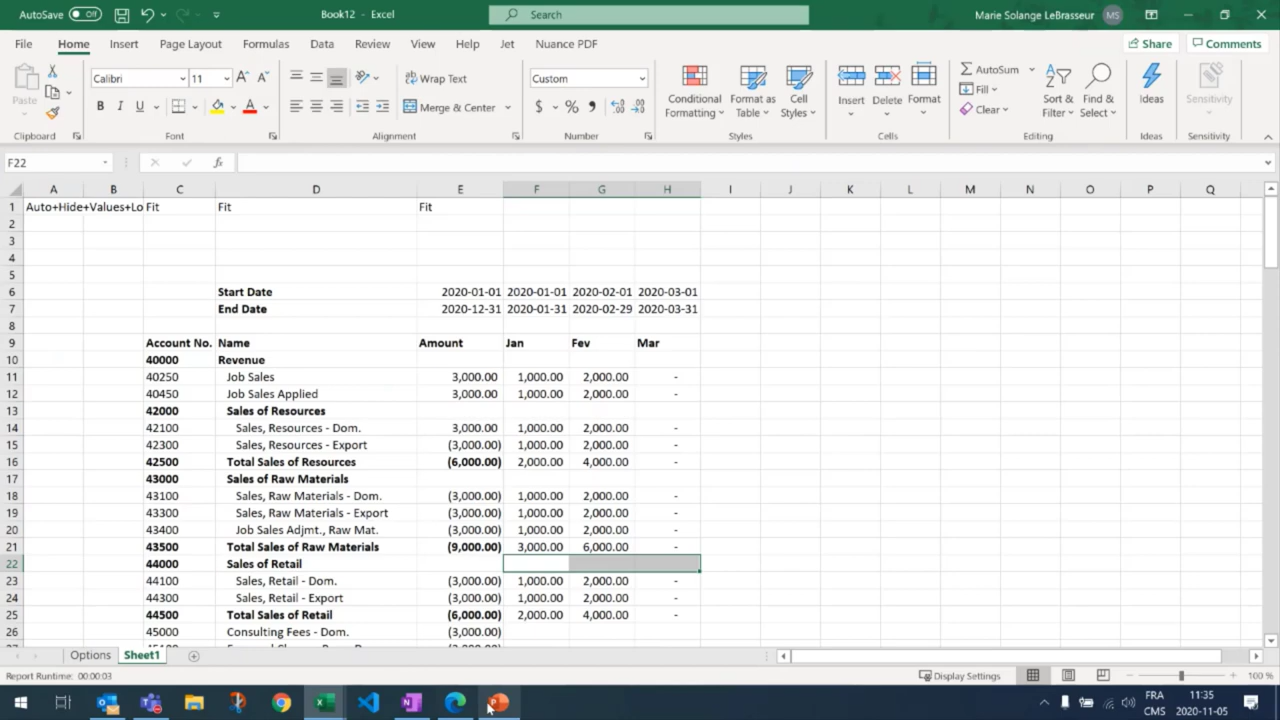 AutoSave Off Book12 - Excel Search Marie Solange LeBrasseur MS
File Home Insert Page Layout Formulas Data Review View Help Jet Nuance PDF Share Comments
Paste Calibri 11 A^ A˅ Wrap Text Custom Conditional Formatting Format as Table Cell Styles Insert Delete Format AutoSum Sort & Filter Find & Select Ideas Sensitivity
B I U A Merge & Center $ % Fill
Clear
Clipboard Font Alignment Number Styles Cells Editing Ideas Sensitivity
F22 fx
A B C D E F G H I J K L M N O P Q
1 Auto+Hide+Values+Lo Fit Fit Fit
2
3
4
5
6 Start Date 2020-01-01 2020-01-01 2020-02-01 2020-03-01
7 End Date 2020-12-31 2020-01-31 2020-02-29 2020-03-31
8
9 Account No. Name Amount Jan Fev Mar
10 40000 Revenue
11 40250 Job Sales 3,000.00 1,000.00 2,000.00 -
12 40450 Job Sales Applied 3,000.00 1,000.00 2,000.00 -
13 42000 Sales of Resources
14 42100 Sales, Resources - Dom. 3,000.00 1,000.00 2,000.00 -
15 42300 Sales, Resources - Export (3,000.00) 1,000.00 2,000.00 -
16 42500 Total Sales of Resources (6,000.00) 2,000.00 4,000.00 -
17 43000 Sales of Raw Materials
18 43100 Sales, Raw Materials - Dom. (3,000.00) 1,000.00 2,000.00 -
19 43300 Sales, Raw Materials - Export (3,000.00) 1,000.00 2,000.00 -
20 43400 Job Sales Adjmt., Raw Mat. (3,000.00) 1,000.00 2,000.00 -
21 43500 Total Sales of Raw Materials (9,000.00) 3,000.00 6,000.00 -
22 44000 Sales of Retail
23 44100 Sales, Retail - Dom. (3,000.00) 1,000.00 2,000.00 -
24 44300 Sales, Retail - Export (3,000.00) 1,000.00 2,000.00 -
25 44500 Total Sales of Retail (6,000.00) 2,000.00 4,000.00 -
26 45000 Consulting Fees - Dom. (3,000.00)
Options Sheet1
Report Runtime: 00:00:03 Display Settings 100 %
FRA 11:35
CMS 2020-11-05